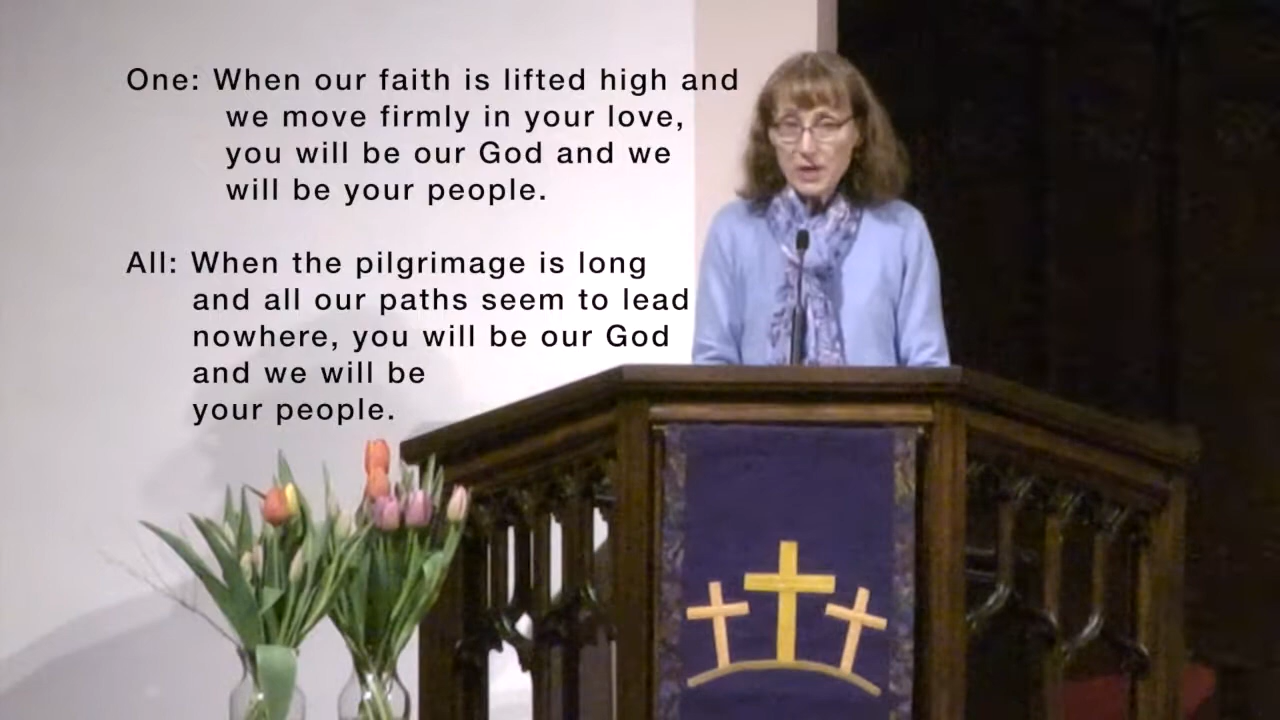 One: When our faith is lifted high and
we move firmly in your love,
you will be our God and we
will be your people.
All: When the pilgrimage is long
and all our paths seem to lead
nowhere, you will be our God
and we will be
your people.